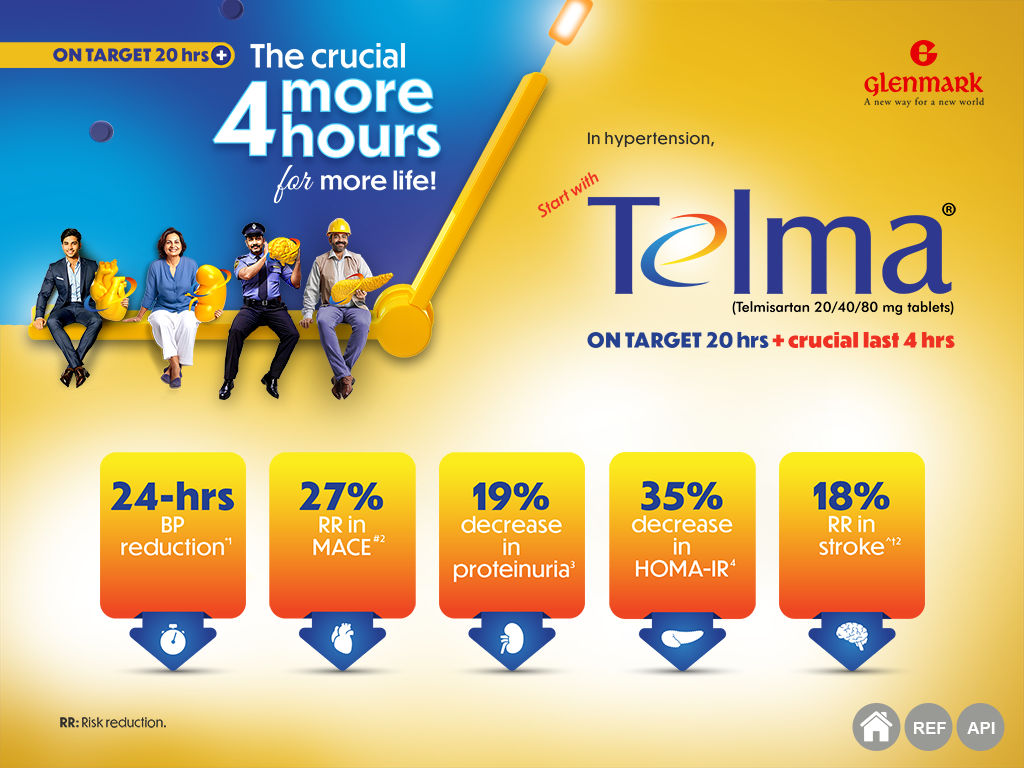 ON TARGET 20 hrs +
The crucial
4 more
hours
for more life!
GLENMARK
A new way for a new world
In hypertension,
Start with
Telma®
(Telmisartan 20/40/80 mg tablets)
ON TARGET 20 hrs + crucial last 4 hrs
24-hrs
BP
reduction*1
27%
RR in
MACE#2
19%
decrease
in
proteinuria3
35%
decrease
in
HOMA-IR4
18%
RR in
stroke^†2
RR: Risk reduction.
REF
API